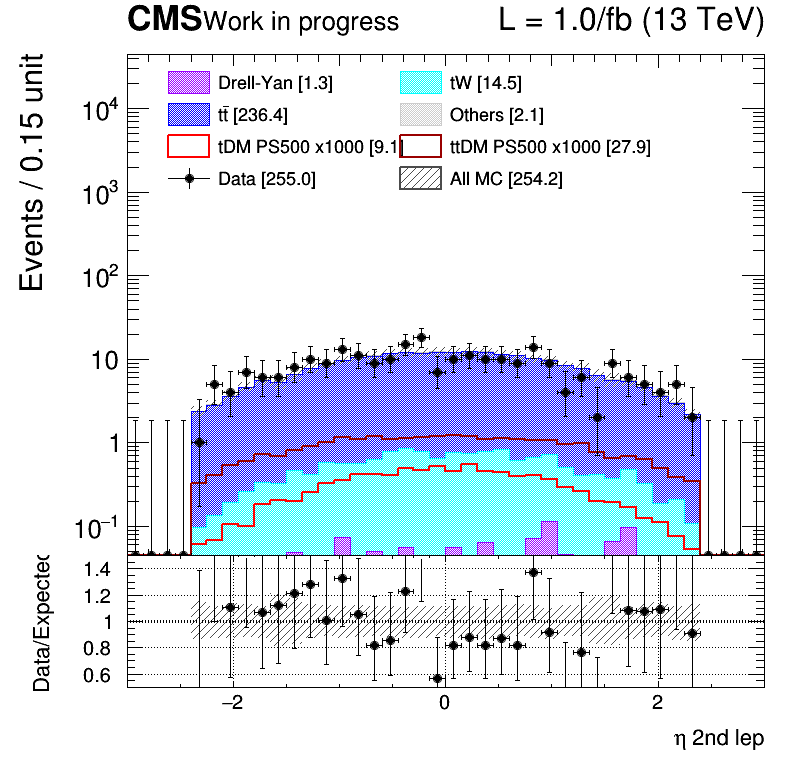 CMS Work in progress L = 1.0/fb (13 TeV)
Events / 0.15 unit
Drell-Yan [1.3] tW [14.5]
tt̄ [236.4] Others [2.1]
tDM PS500 x1000 [9.1 ttDM PS500 x1000 [27.9]
Data [255.0] All MC [254.2]
10⁴
10³
10²
10
1
10⁻¹
Data/Expected
1.4
1.2
1
0.8
0.6
−2 0 2
η 2nd lep